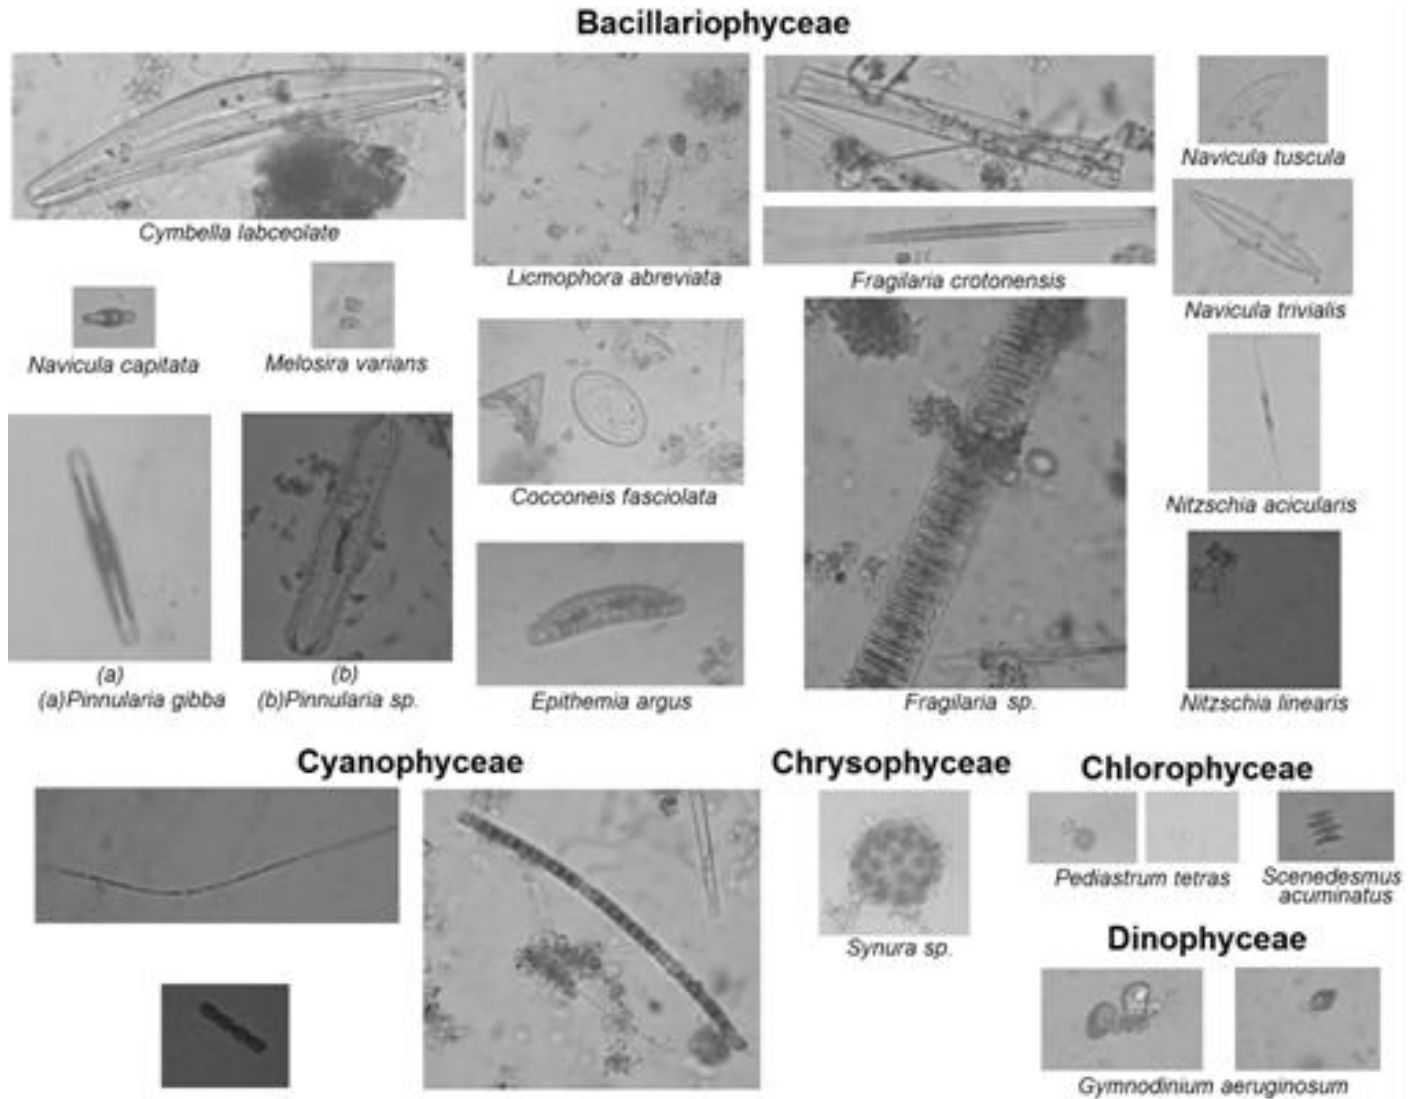 Bacillariophyceae
Cymbella labceolate
Licmophora abreviata
Fragilaria crotonensis
Navicula tuscula
Navicula trivialis
Navicula capitata
Melosira varians
Cocconeis fasciolata
Nitzschia acicularis
(a)
(a)Pinnularia gibba
(b)
(b)Pinnularia sp.
Epithemia argus
Fragilaria sp.
Nitzschia linearis
Cyanophyceae
Chrysophyceae
Synura sp.
Chlorophyceae
Pediastrum tetras
Scenedesmus
acuminatus
Dinophyceae
Gymnodinium aeruginosum